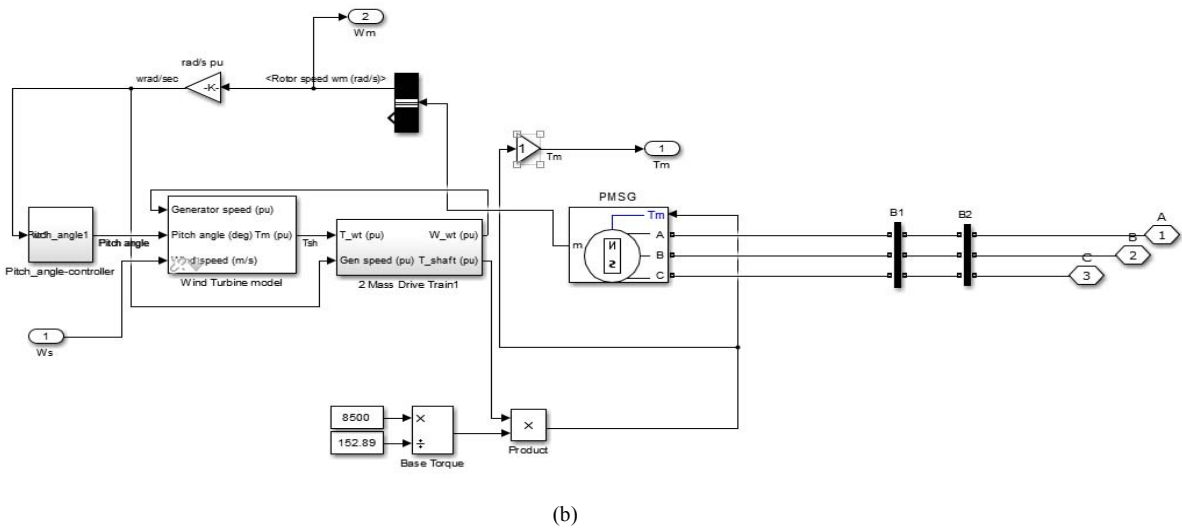 2
Wm
rad/s pu
wrad/sec
-K-
<Rotor speed wm (rad/s)>
1
Tm
1
Tm
PMSG
Tm
m
A
B
C
B1
B2
A
1
B
2
C
3
Generator speed (pu)
Pitch angle (deg)
Tm (pu)
Wind speed (m/s)
Wind Turbine model
Pitch_angle1
Pitch angle
Pitch_angle-controller
Tsh
T_wt (pu)
W_wt (pu)
Gen speed (pu)
T_shaft (pu)
2 Mass Drive Train1
1
Ws
8500
152.89
×
÷
Base Torque
×
Product
(b)